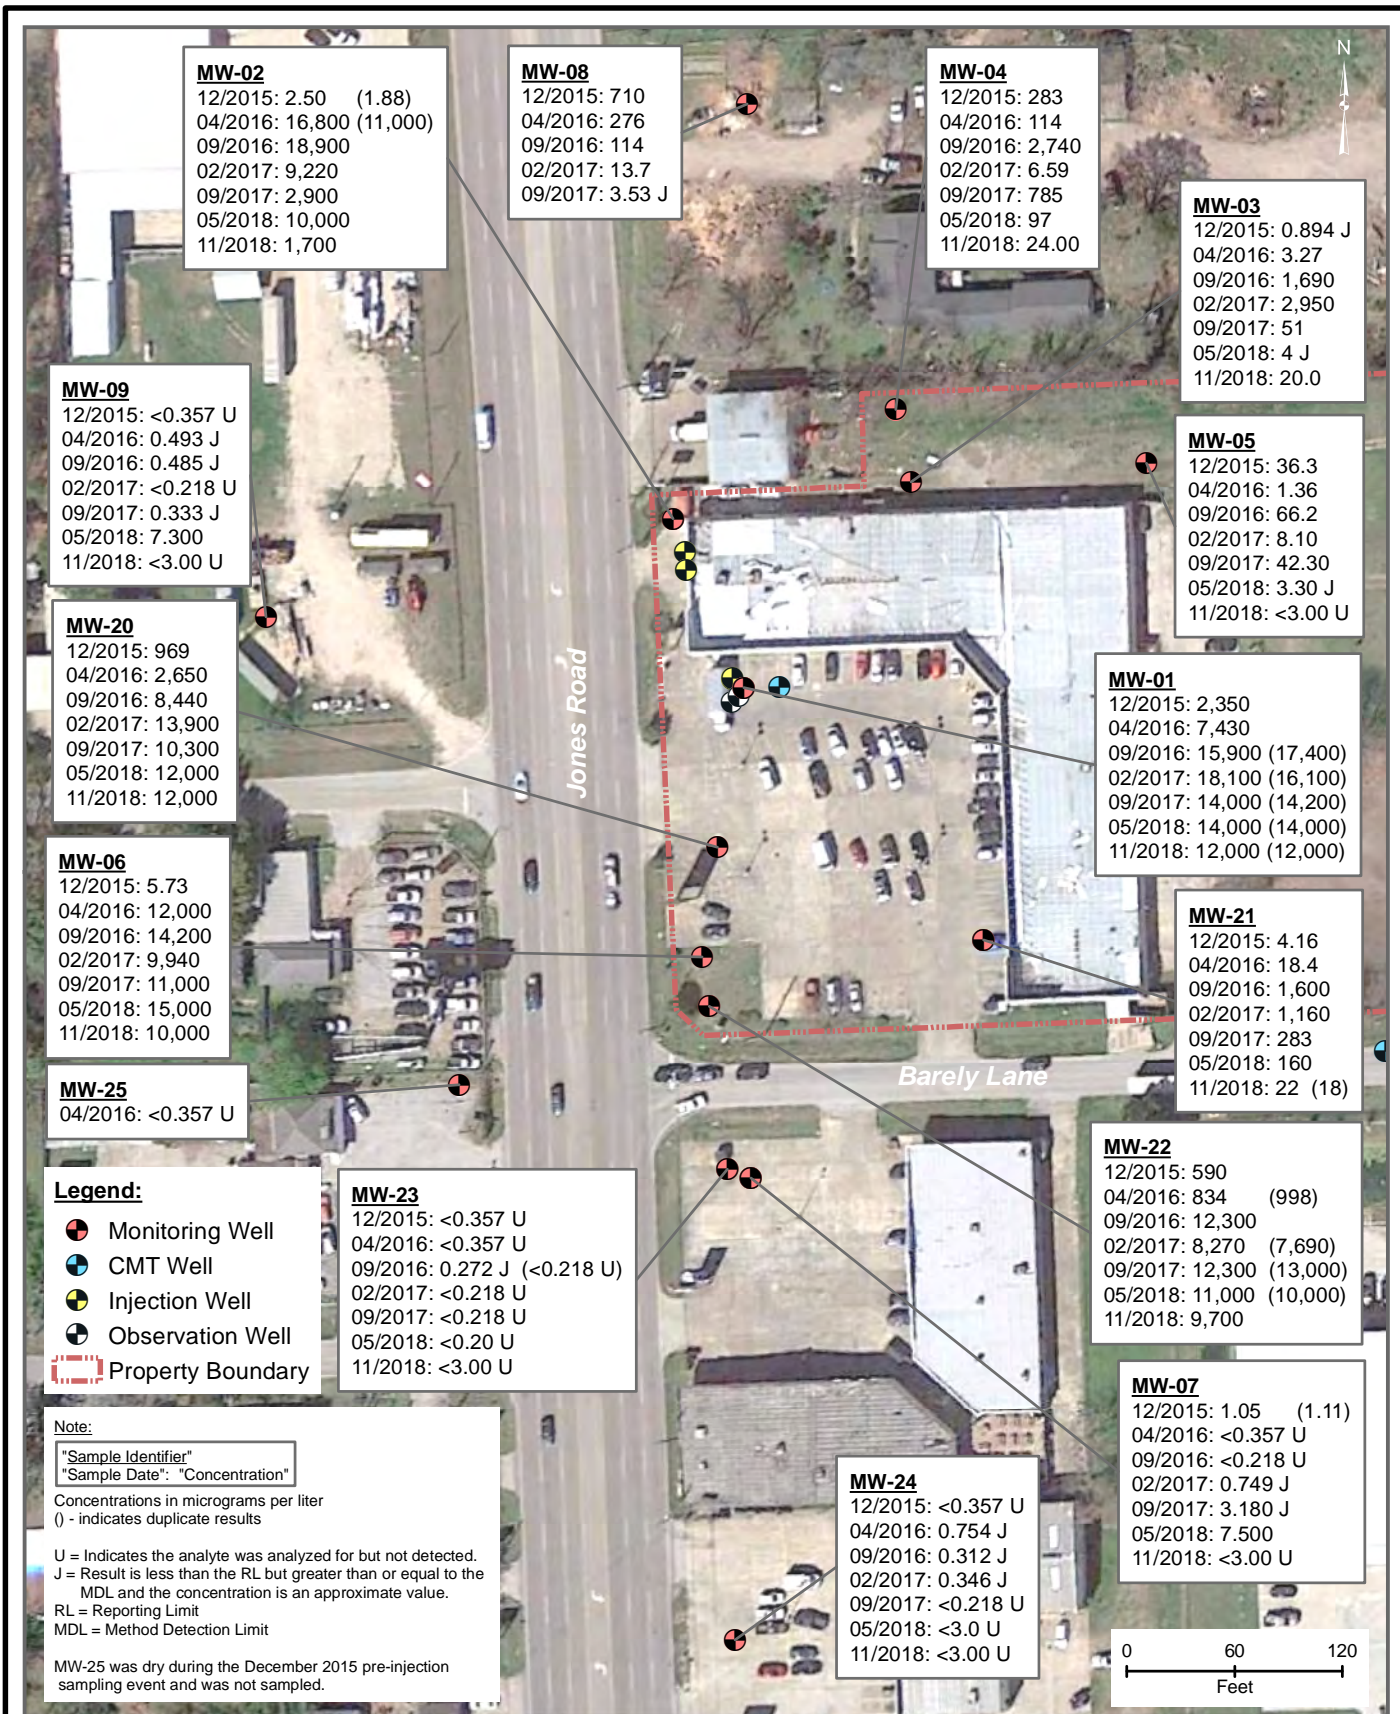 MW-02
12/2015: 2.50 (1.88)
04/2016: 16,800 (11,000)
09/2016: 18,900
02/2017: 9,220
09/2017: 2,900
05/2018: 10,000
11/2018: 1,700
MW-08
12/2015: 710
04/2016: 276
09/2016: 114
02/2017: 13.7
09/2017: 3.53 J
MW-04
12/2015: 283
04/2016: 114
09/2016: 2,740
02/2017: 6.59
09/2017: 785
05/2018: 97
11/2018: 24.00
N
MW-03
12/2015: 0.894 J
04/2016: 3.27
09/2016: 1,690
02/2017: 2,950
09/2017: 51
05/2018: 4 J
11/2018: 20.0
MW-09
12/2015: <0.357 U
04/2016: 0.493 J
09/2016: 0.485 J
02/2017: <0.218 U
09/2017: 0.333 J
05/2018: 7.300
11/2018: <3.00 U
MW-05
12/2015: 36.3
04/2016: 1.36
09/2016: 66.2
02/2017: 8.10
09/2017: 42.30
05/2018: 3.30 J
11/2018: <3.00 U
MW-20
12/2015: 969
04/2016: 2,650
09/2016: 8,440
02/2017: 13,900
09/2017: 10,300
05/2018: 12,000
11/2018: 12,000
Jones Road
MW-01
12/2015: 2,350
04/2016: 7,430
09/2016: 15,900 (17,400)
02/2017: 18,100 (16,100)
09/2017: 14,000 (14,200)
05/2018: 14,000 (14,000)
11/2018: 12,000 (12,000)
MW-06
12/2015: 5.73
04/2016: 12,000
09/2016: 14,200
02/2017: 9,940
09/2017: 11,000
05/2018: 15,000
11/2018: 10,000
MW-21
12/2015: 4.16
04/2016: 18.4
09/2016: 1,600
02/2017: 1,160
09/2017: 283
05/2018: 160
11/2018: 22 (18)
MW-25
04/2016: <0.357 U
Barely Lane
MW-22
12/2015: 590
04/2016: 834 (998)
09/2016: 12,300
02/2017: 8,270 (7,690)
09/2017: 12,300 (13,000)
05/2018: 11,000 (10,000)
11/2018: 9,700
Legend:
Monitoring Well
CMT Well
Injection Well
Observation Well
Property Boundary
MW-23
12/2015: <0.357 U
04/2016: <0.357 U
09/2016: 0.272 J (<0.218 U)
02/2017: <0.218 U
09/2017: <0.218 U
05/2018: <0.20 U
11/2018: <3.00 U
MW-07
12/2015: 1.05 (1.11)
04/2016: <0.357 U
09/2016: <0.218 U
02/2017: 0.749 J
09/2017: 3.180 J
05/2018: 7.500
11/2018: <3.00 U
Note:
"Sample Identifier"
"Sample Date": "Concentration"
Concentrations in micrograms per liter
() - indicates duplicate results
U = Indicates the analyte was analyzed for but not detected.
J = Result is less than the RL but greater than or equal to the
MDL and the concentration is an approximate value.
RL = Reporting Limit
MDL = Method Detection Limit
MW-25 was dry during the December 2015 pre-injection
sampling event and was not sampled.
MW-24
12/2015: <0.357 U
04/2016: 0.754 J
09/2016: 0.312 J
02/2017: 0.346 J
09/2017: <0.218 U
05/2018: <3.0 U
11/2018: <3.00 U
0 60 120
Feet